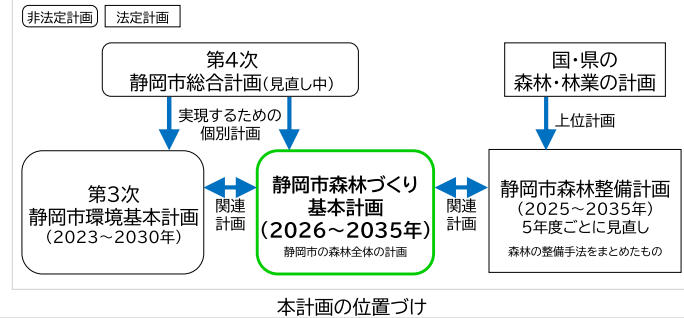 非法定計画 法定計画
第4次
静岡市総合計画(見直し中)
国・県の
森林・林業の計画
実現するための
個別計画
上位計画
第3次
静岡市環境基本計画
(2023~2030年)
関連
計画
静岡市森林づくり
基本計画
(2026~2035年)
静岡市の森林全体の計画
関連
計画
静岡市森林整備計画
(2025~2035年)
5年度ごとに見直し
森林の整備手法をまとめたもの
本計画の位置づけ